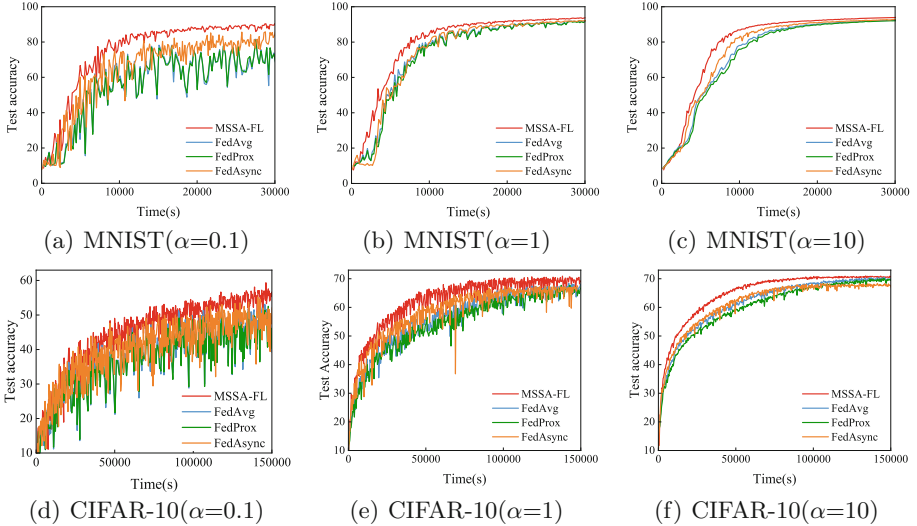 Test accuracy
100
80
60
40
20
0
0
10000
20000
30000
Time(s)
MSSA-FL
FedAvg
FedProx
FedAsync
(a) MNIST(α=0.1)
Test accuracy
100
80
60
40
20
0
0
10000
20000
30000
Time(s)
MSSA-FL
FedAvg
FedProx
FedAsync
(b) MNIST(α=1)
Test accuracy
100
80
60
40
20
0
0
10000
20000
30000
Time(s)
MSSA-FL
FedAvg
FedProx
FedAsync
(c) MNIST(α=10)
Test accuracy
60
50
40
30
20
10
0
50000
100000
150000
Time(s)
MSSA-FL
FedAvg
FedProx
FedAsync
(d) CIFAR-10(α=0.1)
Test Accuracy
70
60
50
40
30
20
10
0
50000
100000
150000
Time(s)
MSSA-FL
FedAvg
FedProx
FedAsync
(e) CIFAR-10(α=1)
Test accuracy
70
60
50
40
30
20
10
0
50000
100000
150000
Time(s)
MSSA-FL
FedAvg
FedProx
FedAsync
(f) CIFAR-10(α=10)